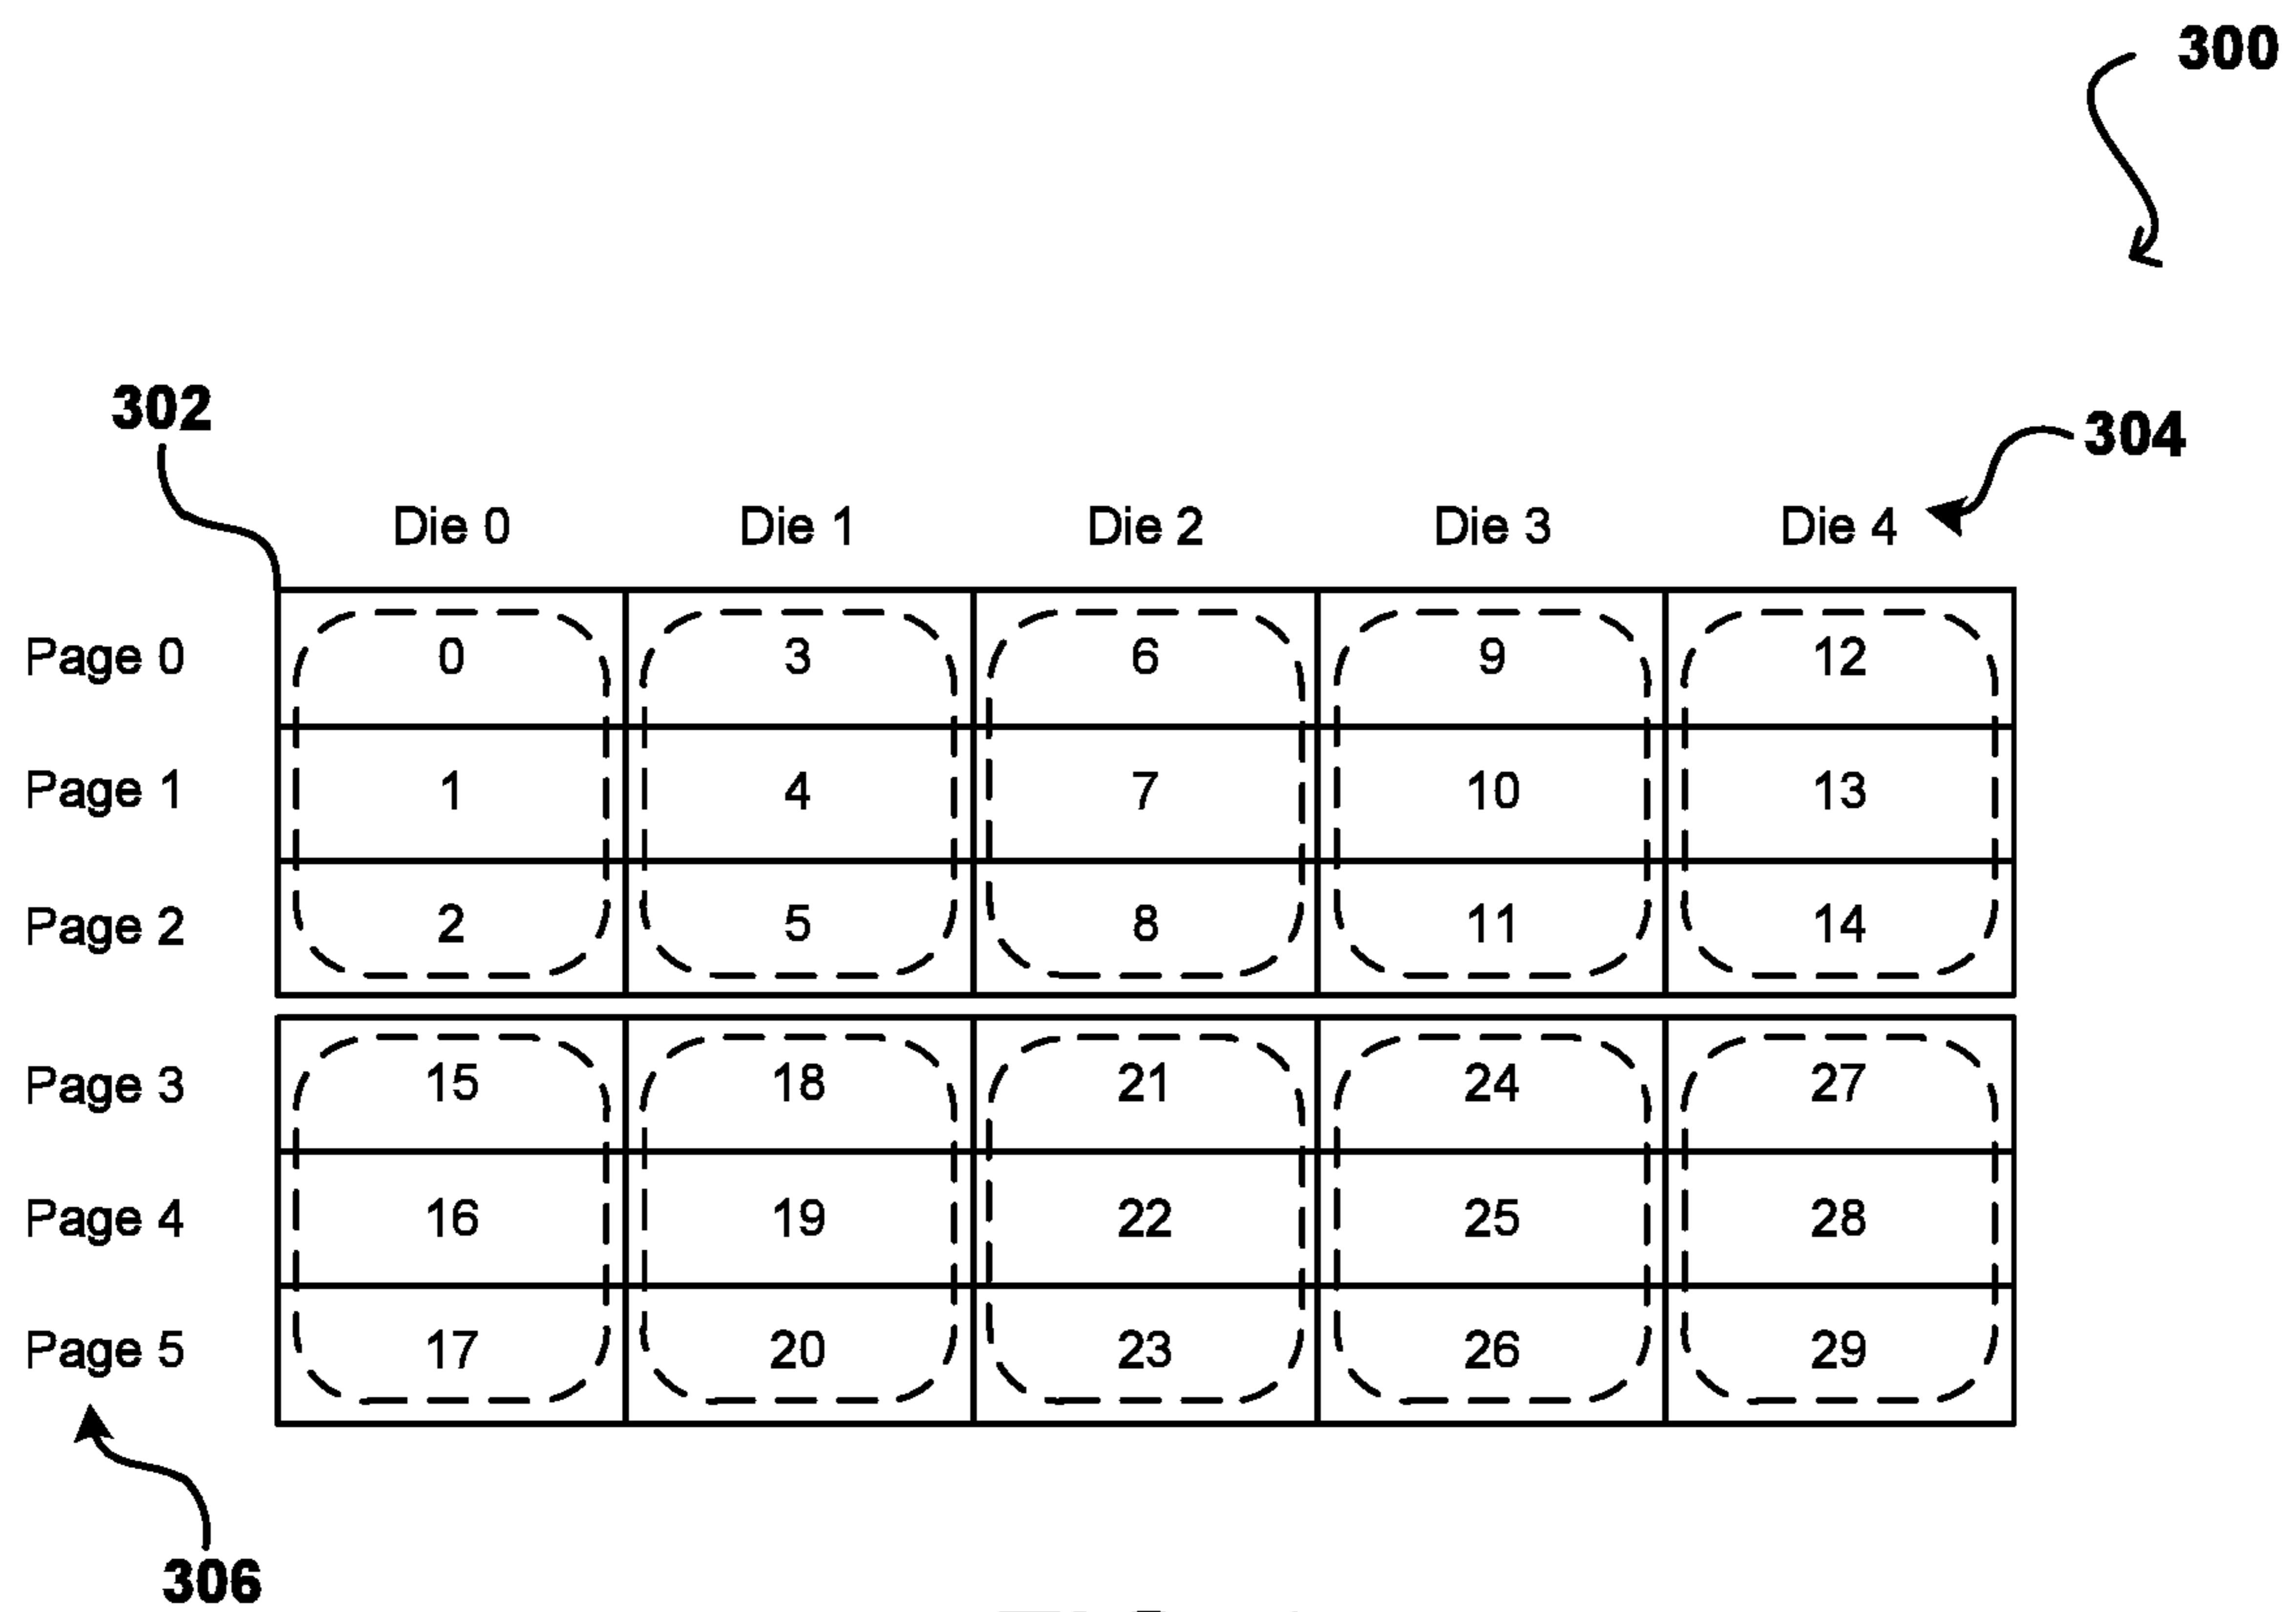 300
302
304
Die 0 Die 1 Die 2 Die 3 Die 4
Page 0 0 3 6 9 12
Page 1 1 4 7 10 13
Page 2 2 5 8 11 14
Page 3 15 18 21 24 27
Page 4 16 19 22 25 28
Page 5 17 20 23 26 29
306